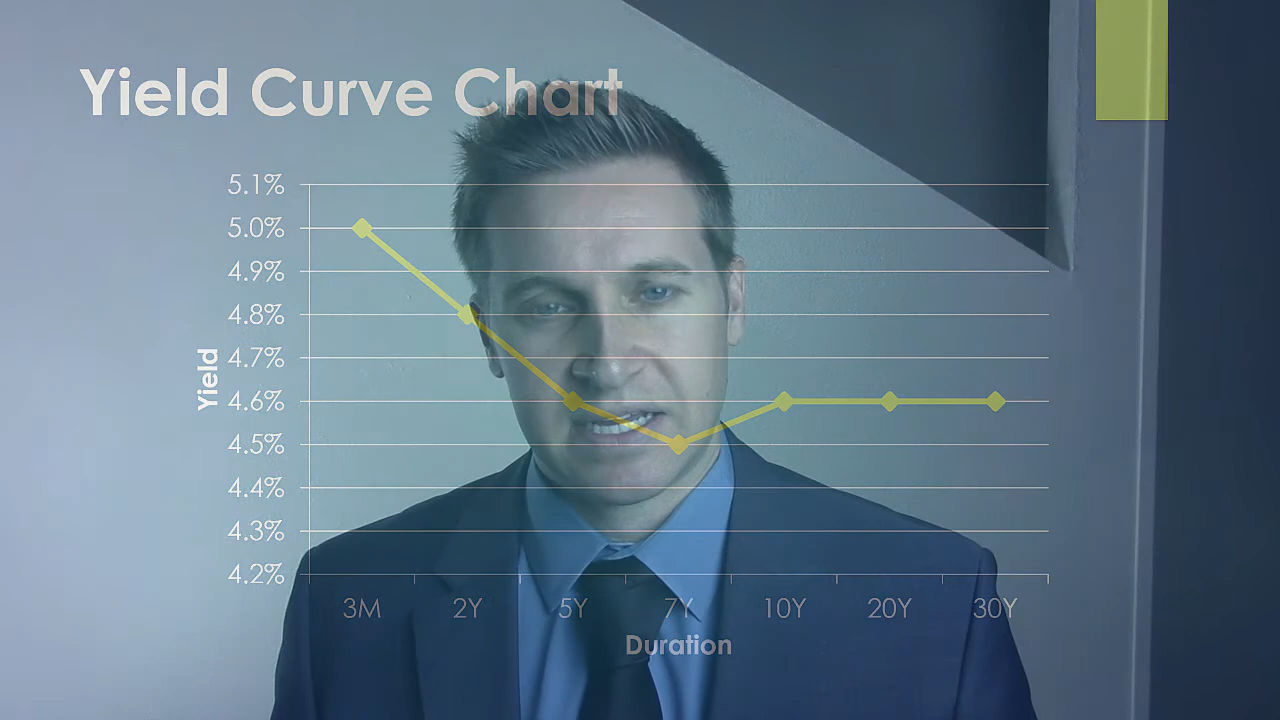 Yield Curve Chart
5.1%
5.0%
4.9%
4.8%
4.7%
4.6%
4.5%
4.4%
4.3%
4.2%
Yield
3M 2Y 5Y 7Y 10Y 20Y 30Y
Duration